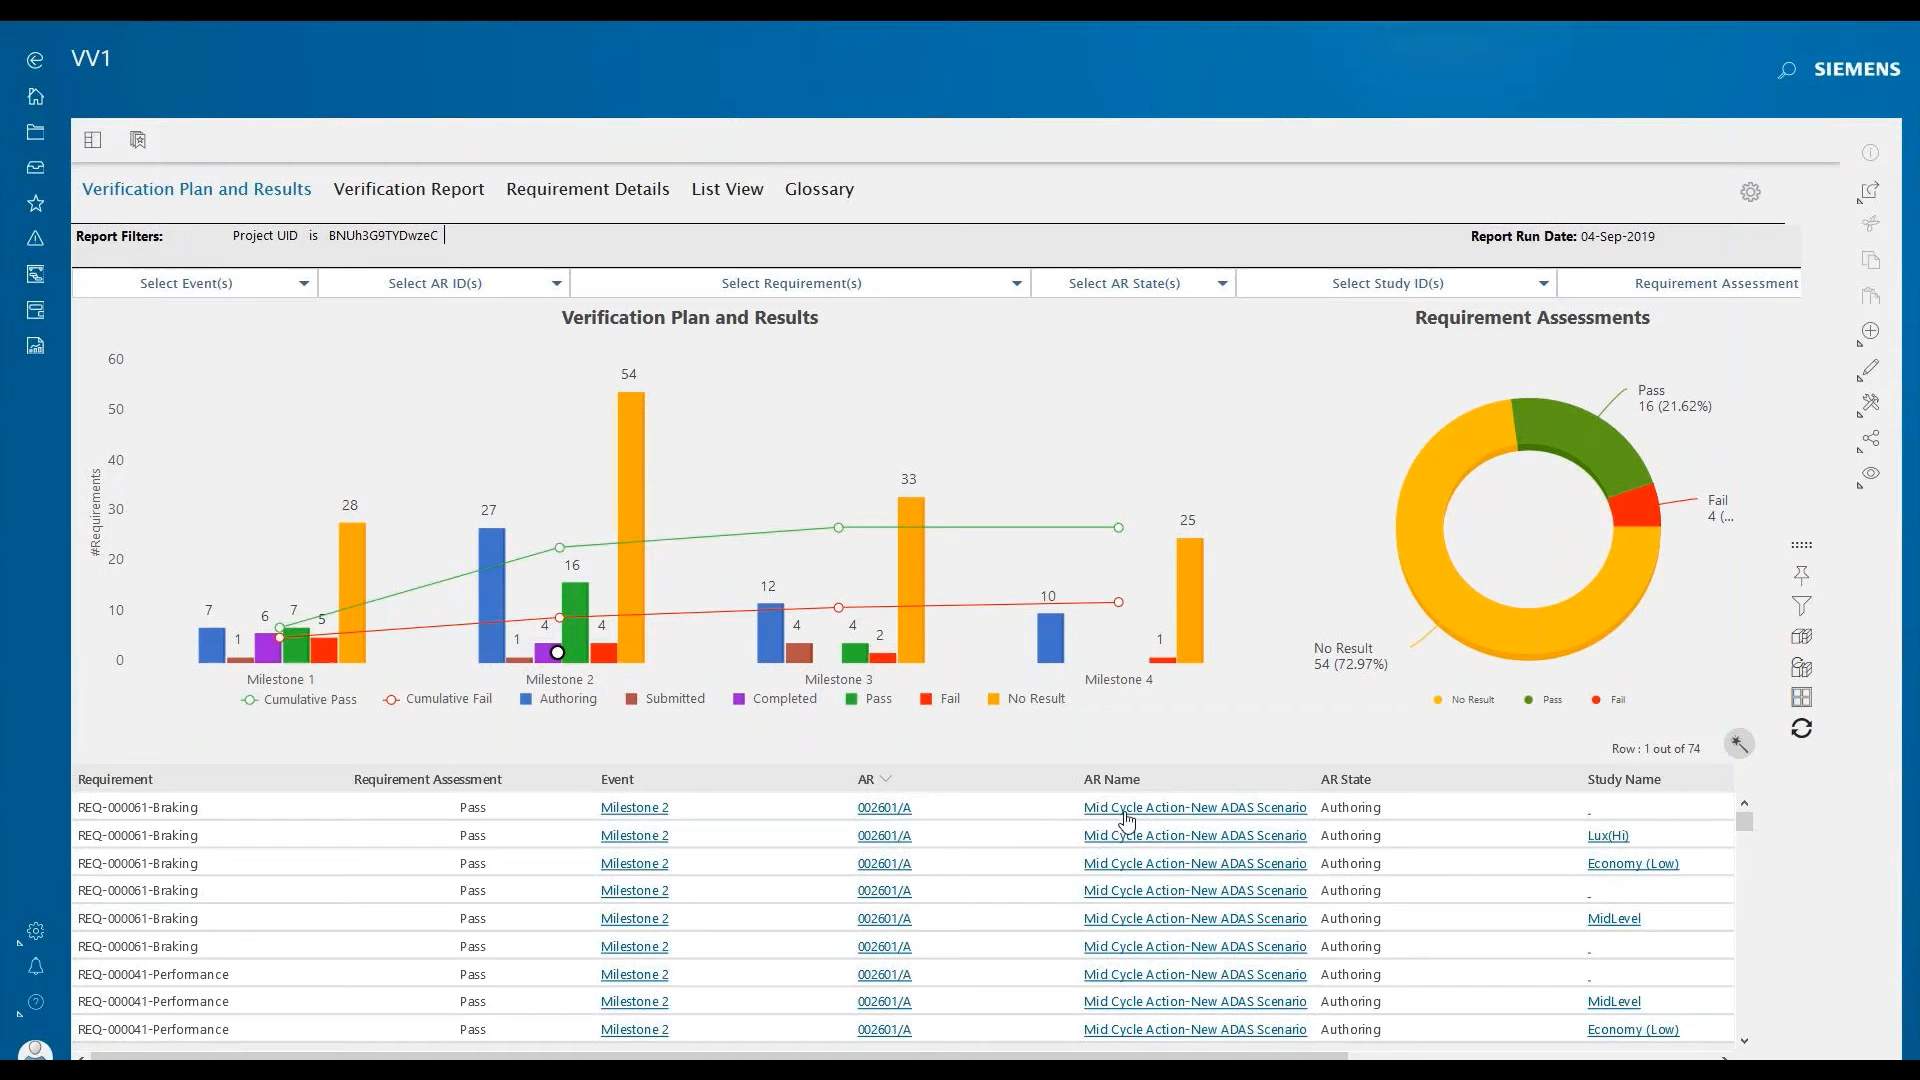 VV1
SIEMENS
Verification Plan and Results Verification Report Requirement Details List View Glossary
Report Filters: Project UID is BNUh3G9TYDwzeC Report Run Date: 04-Sep-2019
Select Event(s) Select AR ID(s) Select Requirement(s) Select AR State(s) Select Study ID(s) Requirement Assessment
Verification Plan and Results
#Requirements
60
50
40
30
20
10
0
7 1 6 7 5 28
27 1 4 16 4 54
12 4 4 2 33
10 1 25
Milestone 1 Milestone 2 Milestone 3 Milestone 4
Cumulative Pass Cumulative Fail Authoring Submitted Completed Pass Fail No Result
Requirement Assessments
Pass
16 (21.62%)
Fail
4 (...
No Result
54 (72.97%)
No Result Pass Fail
Row : 1 out of 74
Requirement Requirement Assessment Event AR AR Name AR State Study Name
REQ-000061-Braking Pass Milestone 2 002601/A Mid Cycle Action-New ADAS Scenario Authoring
REQ-000061-Braking Pass Milestone 2 002601/A Mid Cycle Action-New ADAS Scenario Authoring Lux(Hi)
REQ-000061-Braking Pass Milestone 2 002601/A Mid Cycle Action-New ADAS Scenario Authoring Economy (Low)
REQ-000061-Braking Pass Milestone 2 002601/A Mid Cycle Action-New ADAS Scenario Authoring
REQ-000061-Braking Pass Milestone 2 002601/A Mid Cycle Action-New ADAS Scenario Authoring MidLevel
REQ-000061-Braking Pass Milestone 2 002601/A Mid Cycle Action-New ADAS Scenario Authoring
REQ-000041-Performance Pass Milestone 2 002601/A Mid Cycle Action-New ADAS Scenario Authoring
REQ-000041-Performance Pass Milestone 2 002601/A Mid Cycle Action-New ADAS Scenario Authoring MidLevel
REQ-000041-Performance Pass Milestone 2 002601/A Mid Cycle Action-New ADAS Scenario Authoring Economy (Low)